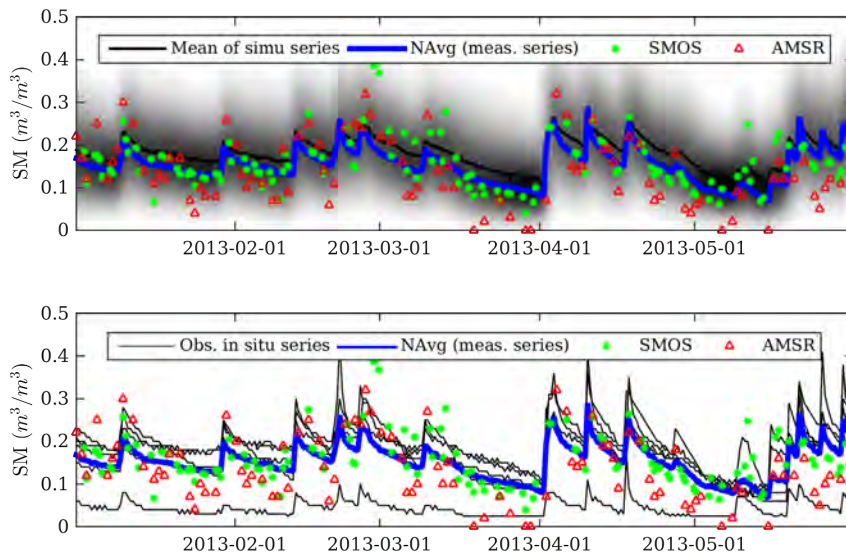 0.5
Mean of simu series NAvg (meas. series) SMOS AMSR
0.4
0.3
0.2
0.1
0
SM (m³/m³)
2013-02-01 2013-03-01 2013-04-01 2013-05-01
0.5
Obs. in situ series NAvg (meas. series) SMOS AMSR
0.4
0.3
0.2
0.1
0
SM (m³/m³)
2013-02-01 2013-03-01 2013-04-01 2013-05-01